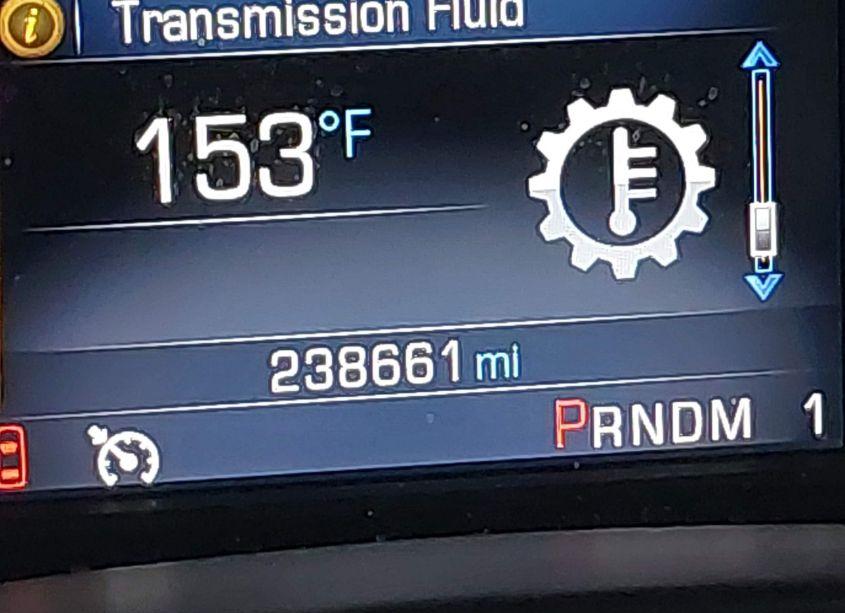 i Transmission Fluid
153°F
238661 mi
PRNDM 1